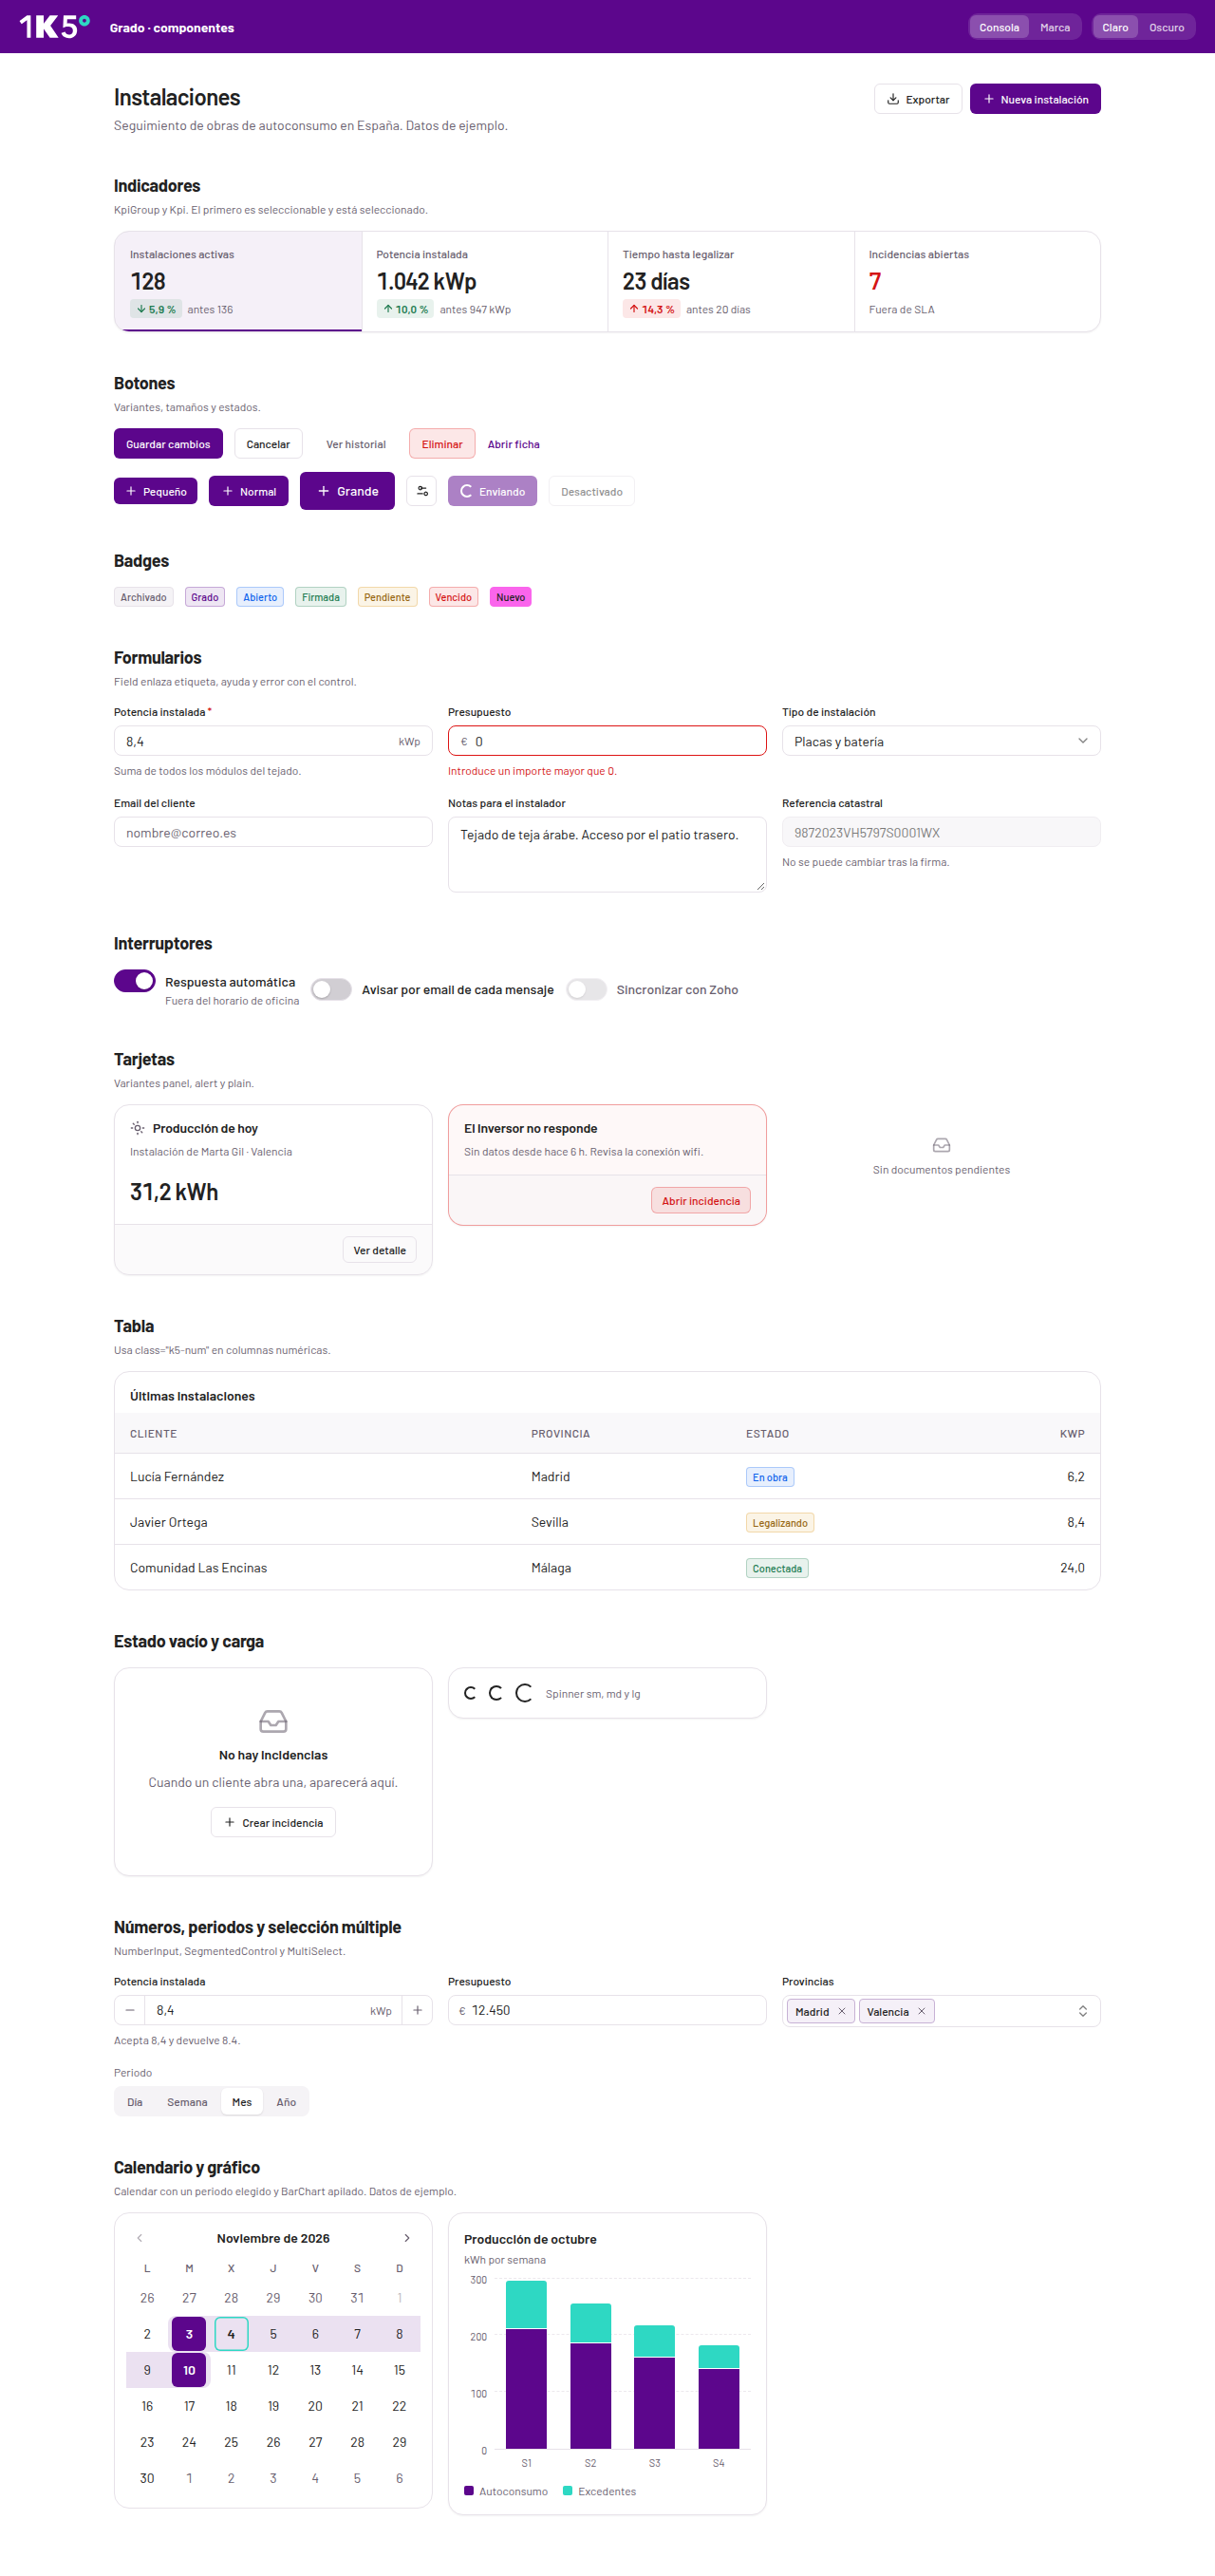 1K5°
Grado · componentes
Consola Marca
Claro Oscuro
Instalaciones
Exportar
Nueva instalación
Seguimiento de obras de autoconsumo en España. Datos de ejemplo.
Indicadores
KpiGroup y Kpi. El primero es seleccionable y está seleccionado.
Instalaciones activas
128
↓ 5,9 % antes 136
Potencia instalada
1.042 kWp
↑ 10,0 % antes 947 kWp
Tiempo hasta legalizar
23 días
↑ 14,3 % antes 20 días
Incidencias abiertas
7
Fuera de SLA
Botones
Variantes, tamaños y estados.
Guardar cambios Cancelar Ver historial Eliminar Abrir ficha
+ Pequeño + Normal + Grande Enviando Desactivado
Badges
Archivado Grado Abierto Firmada Pendiente Vencido Nuevo
Formularios
Field enlaza etiqueta, ayuda y error con el control.
Potencia instalada *
8,4 kWp
Suma de todos los módulos del tejado.
Presupuesto
€ 0
Introduce un importe mayor que 0.
Tipo de instalación
Placas y batería
Email del cliente
nombre@correo.es
Notas para el instalador
Tejado de teja árabe. Acceso por el patio trasero.
Referencia catastral
9872023VH5797S0001WX
No se puede cambiar tras la firma.
Interruptores
Respuesta automática
Fuera del horario de oficina
Avisar por email de cada mensaje
Sincronizar con Zoho
Tarjetas
Variantes panel, alert y plain.
Producción de hoy
Instalación de Marta Gil · Valencia
31,2 kWh
Ver detalle
El inversor no responde
Sin datos desde hace 6 h. Revisa la conexión wifi.
Abrir incidencia
Sin documentos pendientes
Tabla
Usa class="k5-num" en columnas numéricas.
Últimas instalaciones
CLIENTE PROVINCIA ESTADO KWP
Lucía Fernández Madrid En obra 6,2
Javier Ortega Sevilla Legalizando 8,4
Comunidad Las Encinas Málaga Conectada 24,0
Estado vacío y carga
No hay incidencias
Cuando un cliente abra una, aparecerá aquí.
+ Crear incidencia
Spinner sm, md y lg
Números, periodos y selección múltiple
NumberInput, SegmentedControl y MultiSelect.
Potencia instalada
− 8,4 kWp +
Acepta 8,4 y devuelve 8.4.
Presupuesto
€ 12.450
Provincias
Madrid × Valencia ×
Periodo
Día Semana Mes Año
Calendario y gráfico
Calendar con un periodo elegido y BarChart apilado. Datos de ejemplo.
Noviembre de 2026
L M X J V S D
26 27 28 29 30 31 1
2 3 4 5 6 7 8
9 10 11 12 13 14 15
16 17 18 19 20 21 22
23 24 25 26 27 28 29
30 1 2 3 4 5 6
Producción de octubre
kWh por semana
300
200
100
0
S1 S2 S3 S4
Autoconsumo Excedentes